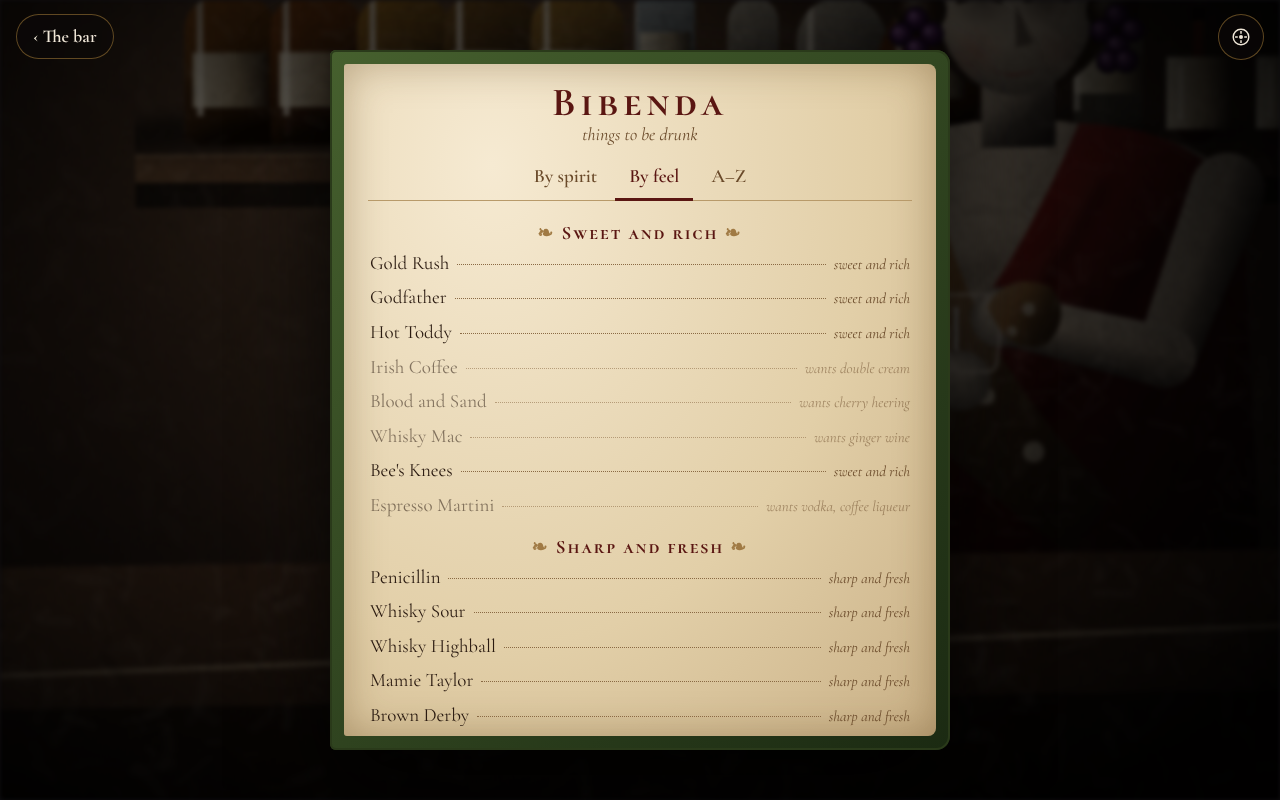 ‹ The bar
Bibenda
things to be drunk
By spirit By feel A–Z
❧ Sweet and rich ❧
Gold Rush sweet and rich
Godfather sweet and rich
Hot Toddy sweet and rich
Irish Coffee wants double cream
Blood and Sand wants cherry heering
Whisky Mac wants ginger wine
Bee's Knees sweet and rich
Espresso Martini wants vodka, coffee liqueur
❧ Sharp and fresh ❧
Penicillin sharp and fresh
Whisky Sour sharp and fresh
Whisky Highball sharp and fresh
Mamie Taylor sharp and fresh
Brown Derby sharp and fresh